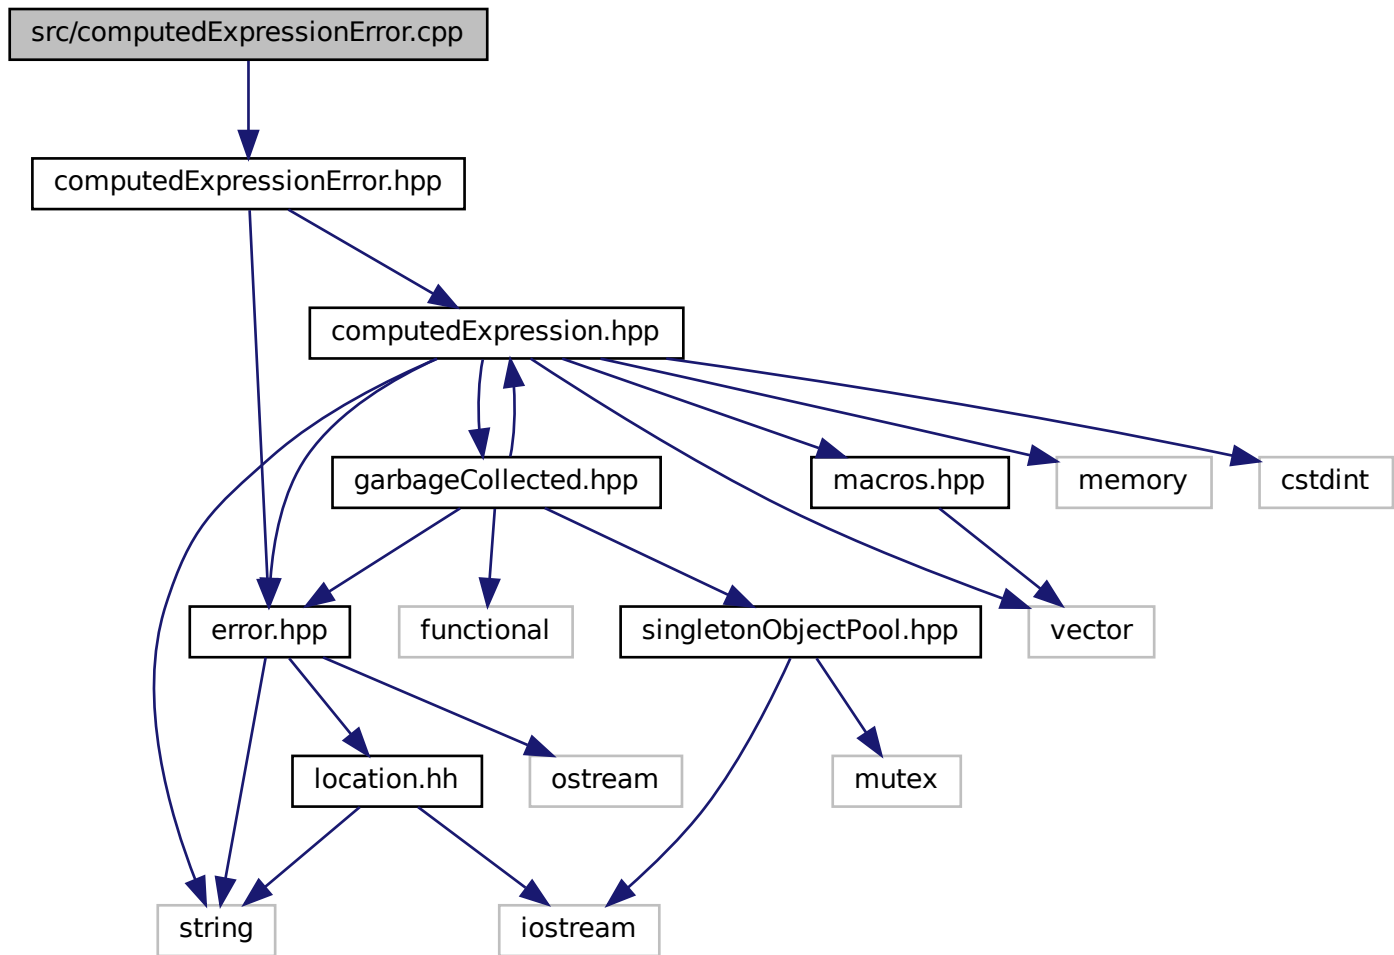 src/computedExpressionError.cpp
computedExpressionError.hpp
computedExpression.hpp
garbageCollected.hpp
macros.hpp
memory
cstdint
error.hpp
functional
singletonObjectPool.hpp
vector
location.hh
ostream
mutex
string
iostream